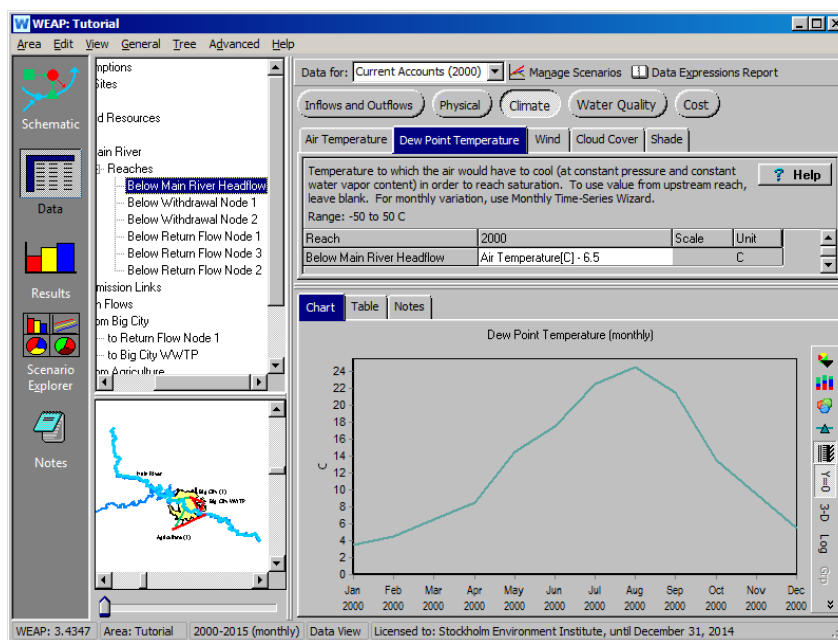 WEAP: Tutorial
Area Edit View General Tree Advanced Help
Schematic
Data
Results
Scenario
Explorer
Notes
mptions
Sites
d Resources
ain River
Reaches
Below Main River Headflow
Below Withdrawal Node 1
Below Withdrawal Node 2
Below Return Flow Node 1
Below Return Flow Node 3
Below Return Flow Node 2
mission Links
n Flows
om Big City
to Return Flow Node 1
to Big City WWTP
om Agriculture
Main River
Big City (1)
Big City WWTP
Agriculture (1)
Data for: Current Accounts (2000) Manage Scenarios Data Expressions Report
Inflows and Outflows Physical Climate Water Quality Cost
Air Temperature Dew Point Temperature Wind Cloud Cover Shade
Temperature to which the air would have to cool (at constant pressure and constant
water vapor content) in order to reach saturation. To use value from upstream reach,
leave blank. For monthly variation, use Monthly Time-Series Wizard.
Range: -50 to 50 C
? Help
Reach 2000 Scale Unit
Below Main River Headflow Air Temperature[C] - 6.5 C
Chart Table Notes
Dew Point Temperature (monthly)
C
24
22
20
18
16
14
12
10
8
6
4
2
0
Jan Feb Mar Apr May Jun Jul Aug Sep Oct Nov Dec
2000 2000 2000 2000 2000 2000 2000 2000 2000 2000 2000 2000
Y=0
3-D
Log
Grp
WEAP: 3.4347 Area: Tutorial 2000-2015 (monthly) Data View Licensed to: Stockholm Environment Institute, until December 31, 2014